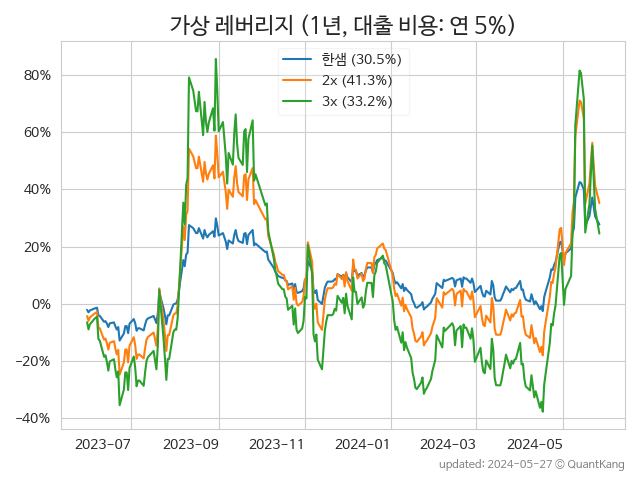 가상 레버리지 (1년, 대출 비용: 연 5%)
한샘 (30.5%)
2x (41.3%)
3x (33.2%)
80%
60%
40%
20%
0%
−20%
−40%
2023-07
2023-09
2023-11
2024-01
2024-03
2024-05
updated: 2024-05-27 © QuantKang